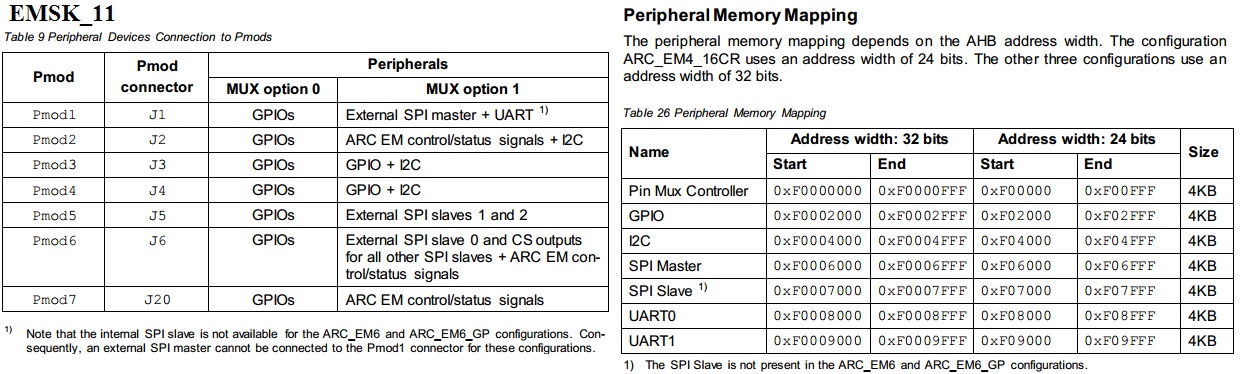 EMSK_11
Table 9 Peripheral Devices Connection to Pmods
Pmod Pmod connector Peripherals
MUX option 0 MUX option 1
Pmod1 J1 GPIOs External SPI master + UART 1)
Pmod2 J2 GPIOs ARC EM control/status signals + I2C
Pmod3 J3 GPIOs GPIO + I2C
Pmod4 J4 GPIOs GPIO + I2C
Pmod5 J5 GPIOs External SPI slaves 1 and 2
Pmod6 J6 GPIOs External SPI slave 0 and CS outputs
for all other SPI slaves + ARC EM con-
trol/status signals
Pmod7 J20 GPIOs ARC EM control/status signals
1) Note that the internal SPI slave is not available for the ARC_EM6 and ARC_EM6_GP configurations. Con-
sequently, an external SPI master cannot be connected to the Pmod1 connector for these configurations.
Peripheral Memory Mapping
The peripheral memory mapping depends on the AHB address width. The configuration
ARC_EM4_16CR uses an address width of 24 bits. The other three configurations use an
address width of 32 bits.
Table 26 Peripheral Memory Mapping
Name Address width: 32 bits Address width: 24 bits Size
Start End Start End
Pin Mux Controller 0xF0000000 0xF0000FFF 0xF00000 0xF00FFF 4KB
GPIO 0xF0002000 0xF0002FFF 0xF02000 0xF02FFF 4KB
I2C 0xF0004000 0xF0004FFF 0xF04000 0xF04FFF 4KB
SPI Master 0xF0006000 0xF0006FFF 0xF06000 0xF06FFF 4KB
SPI Slave 1) 0xF0007000 0xF0007FFF 0xF07000 0xF07FFF 4KB
UART0 0xF0008000 0xF0008FFF 0xF08000 0xF08FFF 4KB
UART1 0xF0009000 0xF0009FFF 0xF09000 0xF09FFF 4KB
1) The SPI Slave is not present in the ARC_EM6 and ARC_EM6_GP configurations.